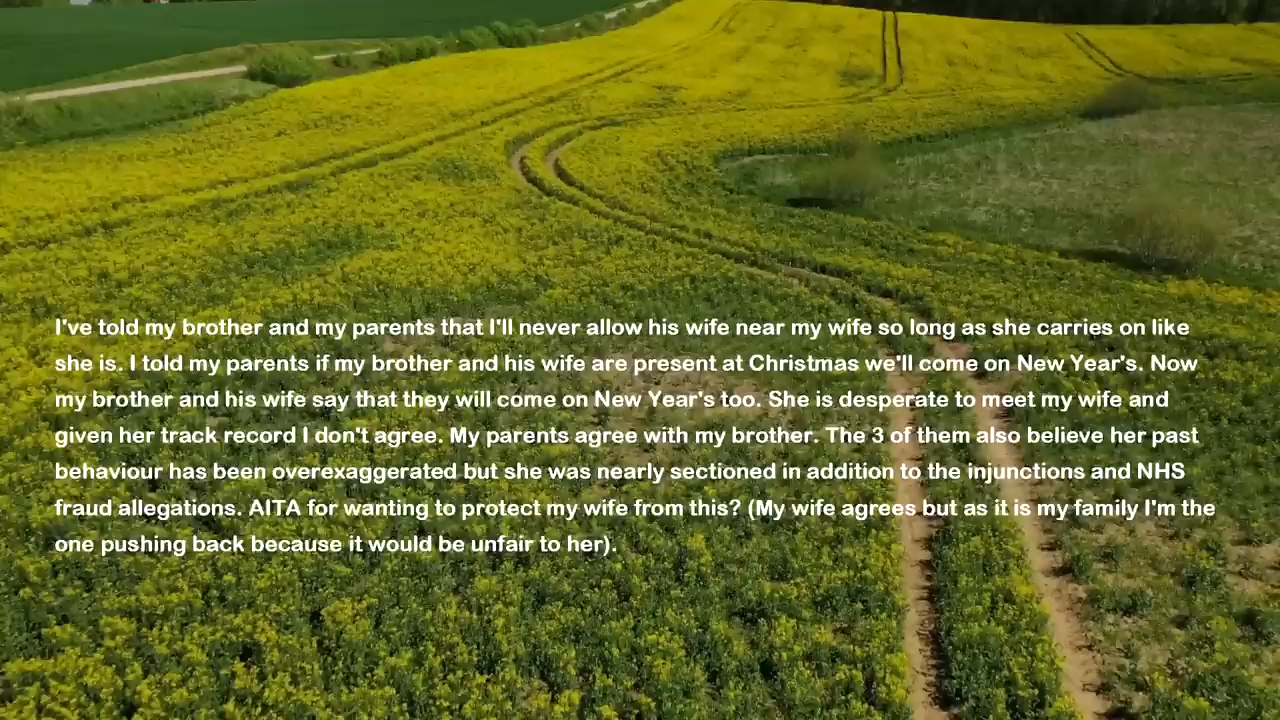 I've told my brother and my parents that I'll never allow his wife near my wife so long as she carries on like
she is. I told my parents if my brother and his wife are present at Christmas we'll come on New Year's. Now
my brother and his wife say that they will come on New Year's too. She is desperate to meet my wife and
given her track record I don't agree. My parents agree with my brother. The 3 of them also believe her past
behaviour has been overexaggerated but she was nearly sectioned in addition to the injunctions and NHS
fraud allegations. AITA for wanting to protect my wife from this? (My wife agrees but as it is my family I'm the
one pushing back because it would be unfair to her).